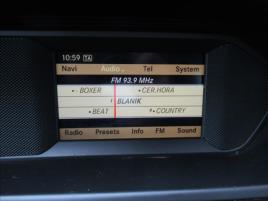 10:59 TA
Navi Audio Tel System
FM 93.9 MHz
BOXER CER.HORA
BLANIK
BEAT COUNTRY
Radio Presets Info FM Sound